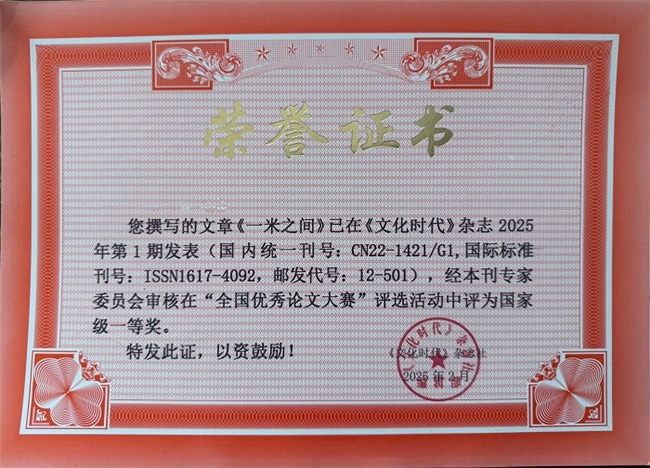 荣誉证书
您撰写的文章《一米之间》已在《文化时代》杂志 2025
年第 1 期发表（国内统一刊号：CN22-1421/G1,国际标准
刊号：ISSN1617-4092，邮发代号：12-501），经本刊专家
委员会审核在“全国优秀论文大赛”评选活动中评为国家
级一等奖。
特发此证，以资鼓励！
《文化时代》杂志社
2025 年 2 月